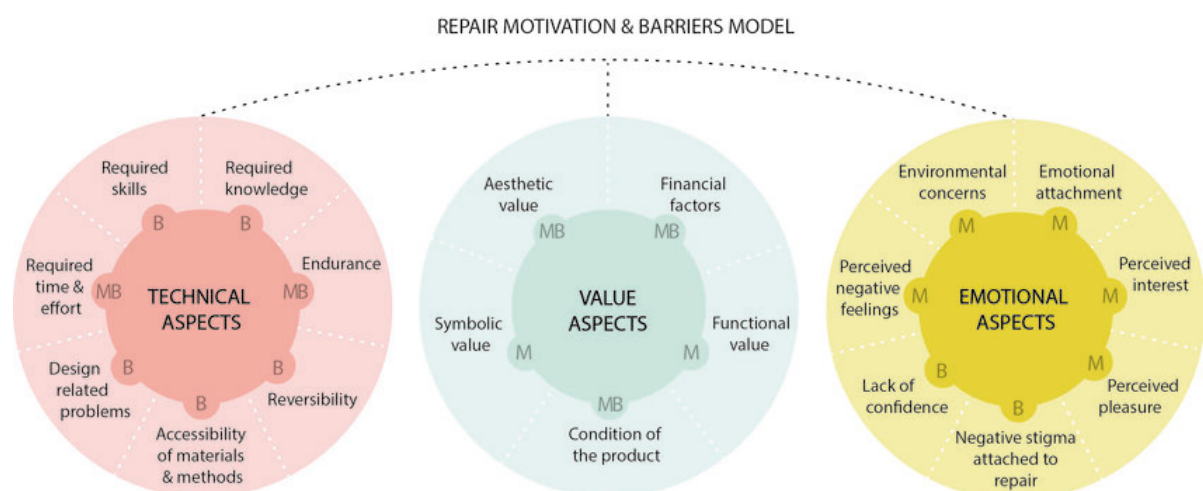 REPAIR MOTIVATION & BARRIERS MODEL
Required
skills
Required
knowledge
B
B
Required
time &
effort
MB
TECHNICAL
ASPECTS
MB
Endurance
Design
related
problems
B
B
Reversibility
B
Accessibility
of materials
& methods
Aesthetic
value
Financial
factors
MB
MB
VALUE
ASPECTS
Symbolic
value
M
M
Functional
value
MB
Condition of
the product
Environmental
concerns
Emotional
attachment
M
M
Perceived
negative
feelings
M
EMOTIONAL
ASPECTS
M
Perceived
interest
Lack of
confidence
B
M
Perceived
pleasure
B
Negative stigma
attached to
repair